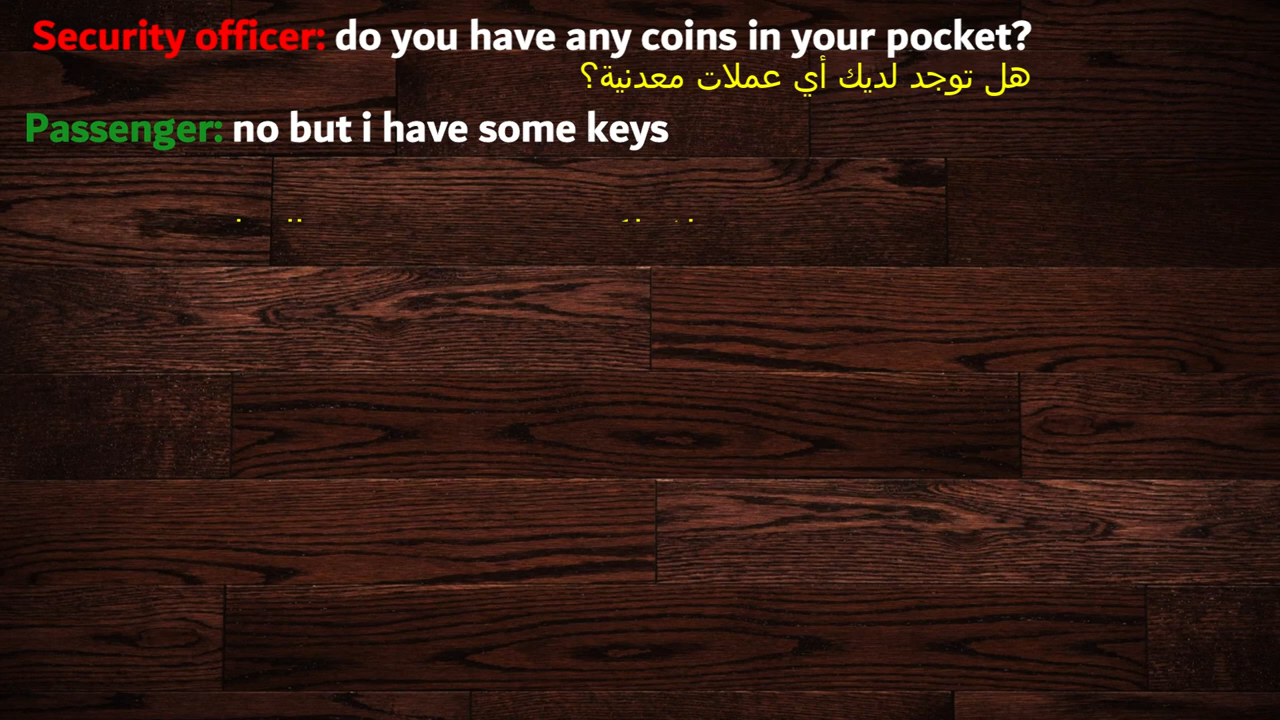 Security officer: do you have any coins in your pocket?
هل توجد لديك أي عملات معدنية؟
Passenger: no but i have some keys